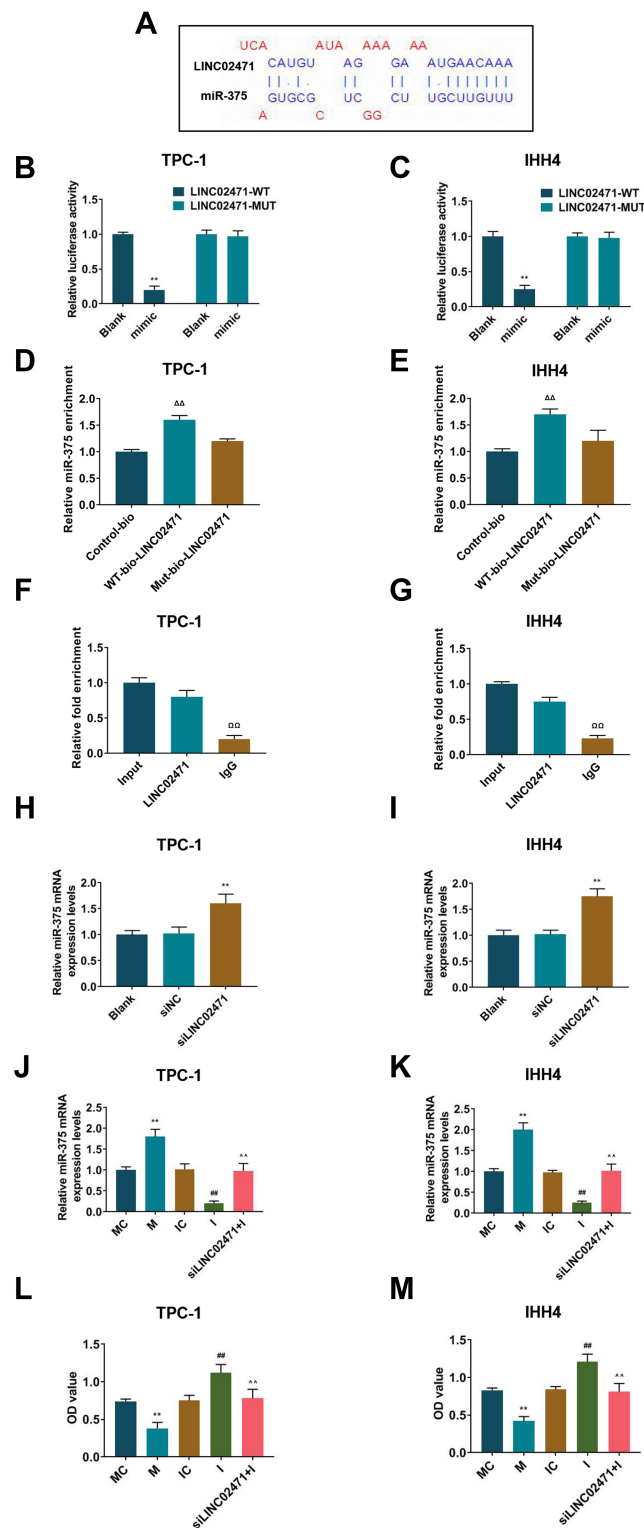 A
UCA AUA AAA AA
LINC02471 CAUGU AG GA AUGAACAAA
miR-375 GUGCG UC CU UGCUUGUUU
A C GG
B
TPC-1
LINC02471-WT
LINC02471-MUT
Relative luciferase activity
1.5
1.0
0.5
0.0
**
Blank mimic Blank mimic
C
IHH4
LINC02471-WT
LINC02471-MUT
Relative luciferase activity
1.5
1.0
0.5
0.0
**
Blank mimic Blank mimic
D
TPC-1
Relative miR-375 enrichment
2.0
1.5
1.0
0.5
0.0
ΔΔ
Control-bio WT-bio-LINC02471 Mut-bio-LINC02471
E
IHH4
Relative miR-375 enrichment
2.0
1.5
1.0
0.5
0.0
ΔΔ
Control-bio WT-bio-LINC02471 Mut-bio-LINC02471
F
TPC-1
Relative fold enrichment
1.5
1.0
0.5
0.0
ΩΩ
Input LINC02471 IgG
G
IHH4
Relative fold enrichment
1.5
1.0
0.5
0.0
ΩΩ
Input LINC02471 IgG
H
TPC-1
Relative miR-375 mRNA
expression levels
2.0
1.5
1.0
0.5
0.0
**
Blank siNC siLINC02471
I
IHH4
Relative miR-375 mRNA
expression levels
2.0
1.5
1.0
0.5
0.0
**
Blank siNC siLINC02471
J
TPC-1
Relative miR-375 mRNA
expression levels
2.5
2.0
1.5
1.0
0.5
0.0
** ## ^^
MC M IC I siLINC02471+I
K
IHH4
Relative miR-375 mRNA
expression levels
2.5
2.0
1.5
1.0
0.5
0.0
** ## ^^
MC M IC I siLINC02471+I
L
TPC-1
OD value
1.5
1.0
0.5
0.0
** ## ^^
MC M IC I siLINC02471+I
M
IHH4
OD value
1.5
1.0
0.5
0.0
** ## ^^
MC M IC I siLINC02471+I